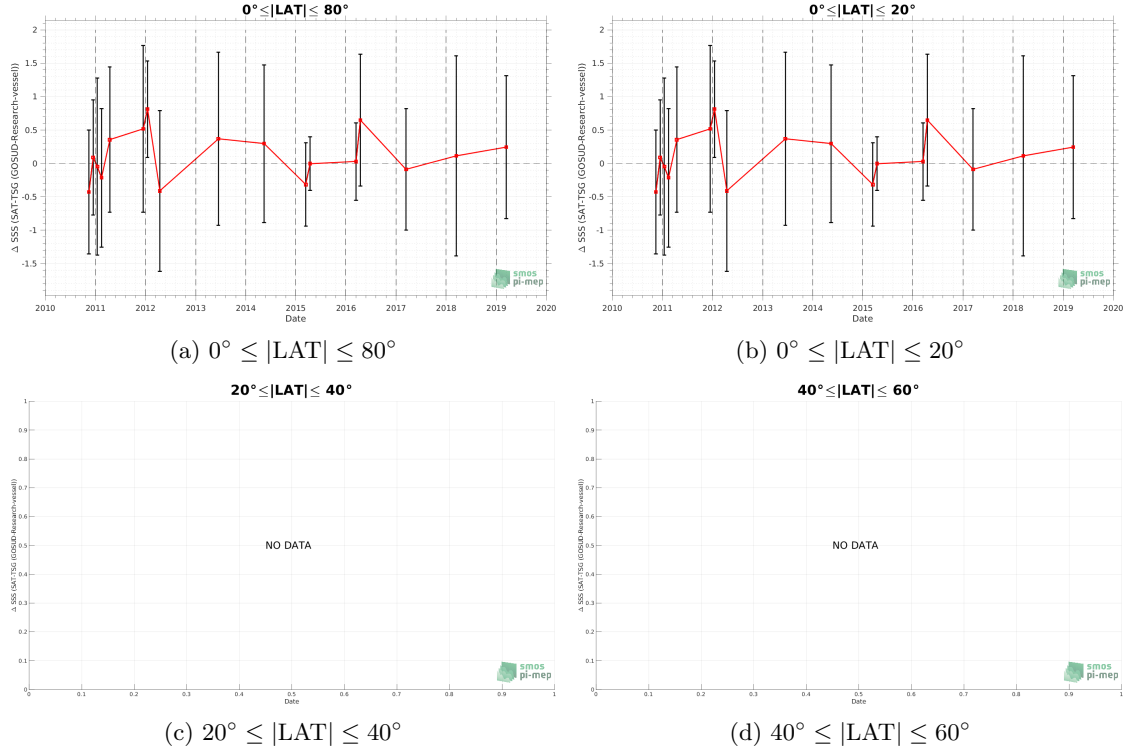 0°≤|LAT|≤ 80°
Δ SSS (SAT-TSG (GOSUD-Research-vessel))
2
1.5
1
0.5
0
-0.5
-1
-1.5
2010 2011 2012 2013 2014 2015 2016 2017 2018 2019 2020
Date
smos
pi-mep
(a) 0° ≤ |LAT| ≤ 80°
0°≤|LAT|≤ 20°
Δ SSS (SAT-TSG (GOSUD-Research-vessel))
2
1.5
1
0.5
0
-0.5
-1
-1.5
2010 2011 2012 2013 2014 2015 2016 2017 2018 2019 2020
Date
smos
pi-mep
(b) 0° ≤ |LAT| ≤ 20°
20°≤|LAT|≤ 40°
Δ SSS (SAT-TSG (GOSUD-Research-vessel))
1
0.9
0.8
0.7
0.6
0.5
0.4
0.3
0.2
0.1
0
NO DATA
0 0.1 0.2 0.3 0.4 0.5 0.6 0.7 0.8 0.9 1
Date
smos
pi-mep
(c) 20° ≤ |LAT| ≤ 40°
40°≤|LAT|≤ 60°
Δ SSS (SAT-TSG (GOSUD-Research-vessel))
1
0.9
0.8
0.7
0.6
0.5
0.4
0.3
0.2
0.1
0
NO DATA
0 0.1 0.2 0.3 0.4 0.5 0.6 0.7 0.8 0.9 1
Date
smos
pi-mep
(d) 40° ≤ |LAT| ≤ 60°